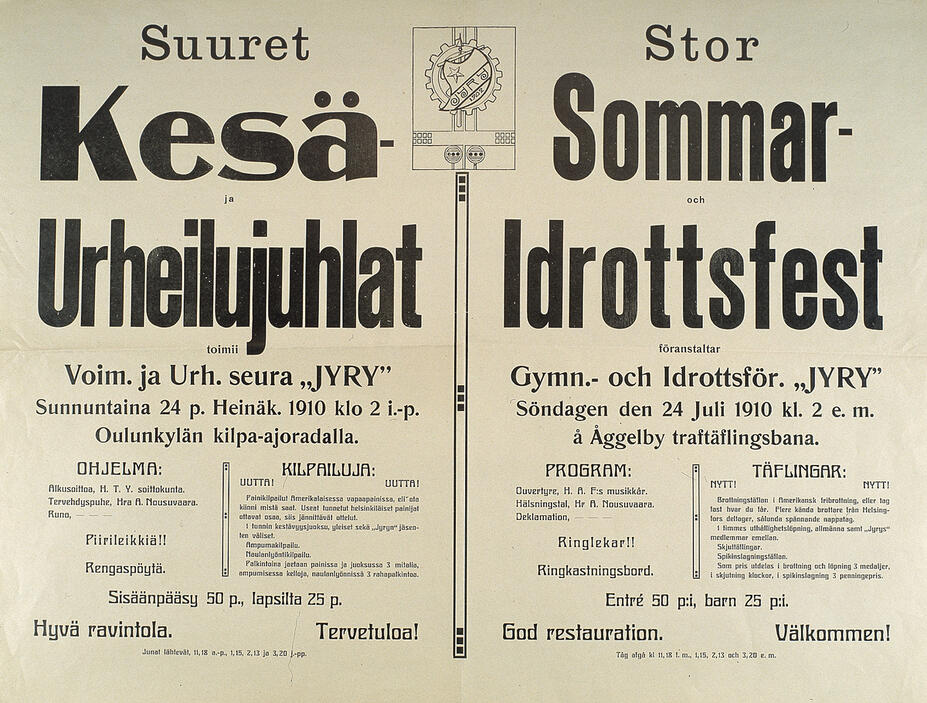 Suuret
Kesä-
ja
Urheilujuhlat
toimii
Voim. ja Urh. seura „JYRY”
Sunnuntaina 24 p. Heinäk. 1910 klo 2 i.-p.
Oulunkylän kilpa-ajoradalla.
OHJELMA:
Alkusoittoa, H. T. Y. soittokunta.
Tervehdyspuhe, Hra A. Nousuvaara.
Runo, — — —
Piirileikkiä!!
Rengaspöytä.
KILPAILUJA:
UUTTA! UUTTA!
Painikilpailut Amerikalaisessa vapaapainissa, eli ota
kiinni mistä saat. Useat tunnetut helsinkiläiset painijat
ottavat osaa, siis jännittävät ottelut.
1 tunnin kestävyysjuoksu, yleiset sekä „Jyryn” jäsen-
ten väliset.
Ampumakilpailu.
Naulanlyöntikilpailu.
Palkintoina jaetaan painissa ja juoksussa 3 mitalia,
ampumisessa kelloja, naulanlyönnissä 3 rahapalkintoa.
Sisäänpääsy 50 p., lapsilta 25 p.
Hyvä ravintola. Tervetuloa!
Junat lähtevät, 11,18 a.-p., 1,15, 2,13 ja 3,20 j.-pp.
JYRY
Stor
Sommar-
och
Idrottsfest
föranstaltar
Gymn.- och Idrottsför. „JYRY”
Söndagen den 24 Juli 1910 kl. 2 e. m.
å Åggelby traftäflingsbana.
PROGRAM:
Ouvertyre, H. A. F:s musikkår.
Hälsningstal, Hr A. Nousuvaara.
Deklamation, — — —
Ringlekar!!
Ringkastningsbord.
TÄFLINGAR:
NYTT! NYTT!
Brottningstäflan i Amerikansk fribrottning, eller tag
fast hvar du får. Flere kända brottare från Helsing-
fors deltager, sålunda spännande nappatag.
1 timmes uthållighetslöpning, allmänna samt „Jyrys”
medlemmar emellan.
Skjuttäflingar.
Spikinslagningstäflan.
Som pris utdelas i brottning och löpning 3 medaljer,
i skjutning klockor, i spikinslagning 3 penningepris.
Entré 50 p:i, barn 25 p:i.
God restauration. Välkommen!
Tåg afgå kl 11,18 f. m., 1,15, 2,13 och 3,20 e. m.